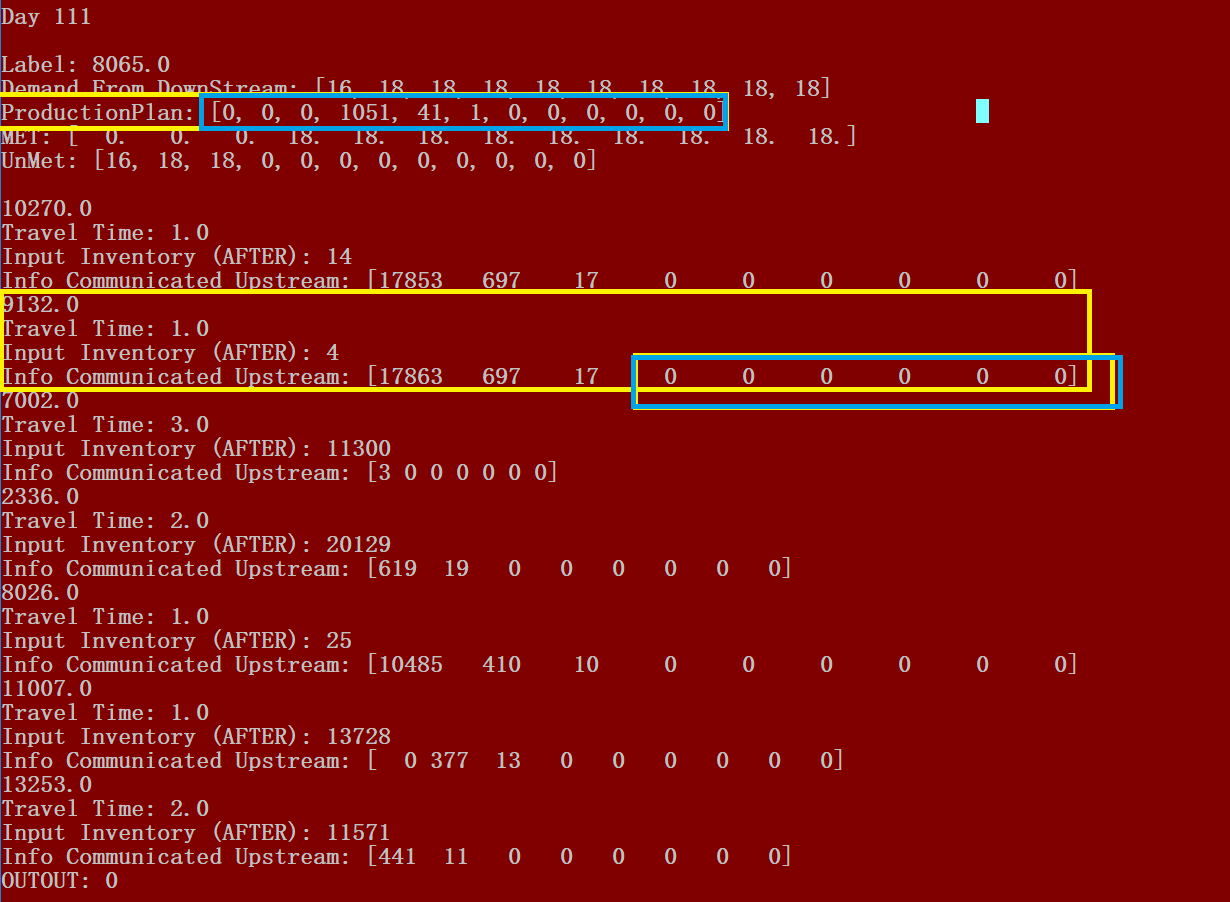 Day 111
Label: 8065.0
Demand From DownStream: [16, 18, 18, 18, 18, 18, 18, 18, 18, 18]
ProductionPlan: [0, 0, 0, 1051, 41, 1, 0, 0, 0, 0, 0, 0]
MET: [ 0. 0. 0. 18. 18. 18. 18. 18. 18. 18. 18. 18.]
UnMet: [16, 18, 18, 0, 0, 0, 0, 0, 0, 0, 0, 0]
10270.0
Travel Time: 1.0
Input Inventory (AFTER): 14
Info Communicated Upstream: [17853 697 17 0 0 0 0 0 0]
9132.0
Travel Time: 1.0
Input Inventory (AFTER): 4
Info Communicated Upstream: [17863 697 17 0 0 0 0 0 0]
7002.0
Travel Time: 3.0
Input Inventory (AFTER): 11300
Info Communicated Upstream: [3 0 0 0 0 0 0]
2336.0
Travel Time: 2.0
Input Inventory (AFTER): 20129
Info Communicated Upstream: [619 19 0 0 0 0 0 0]
8026.0
Travel Time: 1.0
Input Inventory (AFTER): 25
Info Communicated Upstream: [10485 410 10 0 0 0 0 0 0]
11007.0
Travel Time: 1.0
Input Inventory (AFTER): 13728
Info Communicated Upstream: [ 0 377 13 0 0 0 0 0 0]
13253.0
Travel Time: 2.0
Input Inventory (AFTER): 11571
Info Communicated Upstream: [441 11 0 0 0 0 0 0]
OUTOUT: 0